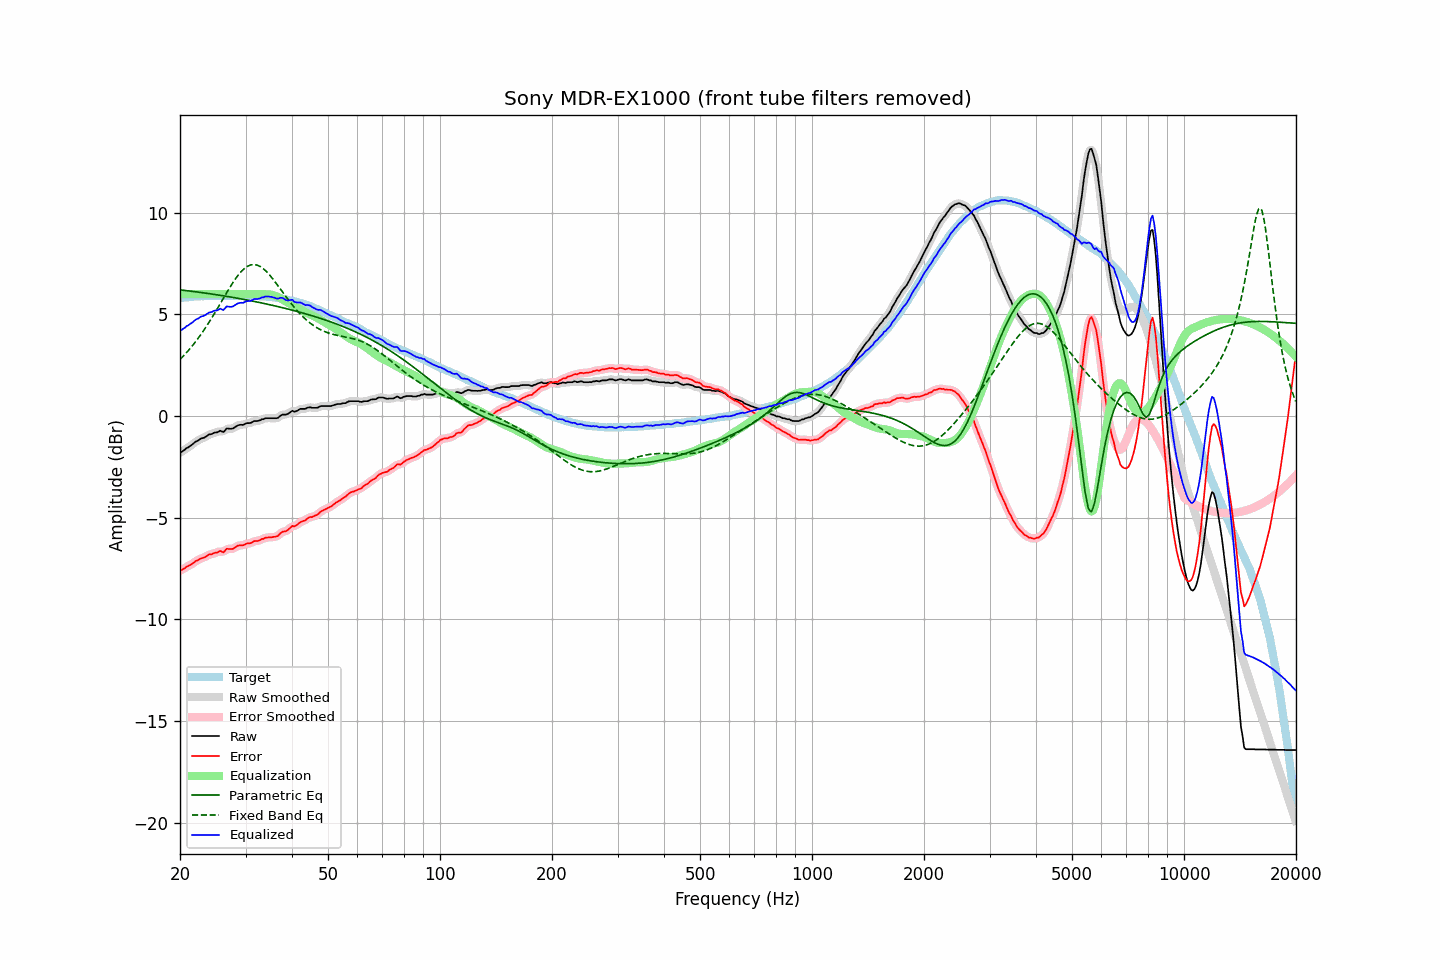 Sony MDR-EX1000 (front tube filters removed)
Amplitude (dBr)
10
5
0
−5
−10
−15
−20
Target
Raw Smoothed
Error Smoothed
Raw
Error
Equalization
Parametric Eq
Fixed Band Eq
Equalized
20 50 100 200 500 1000 2000 5000 10000 20000
Frequency (Hz)